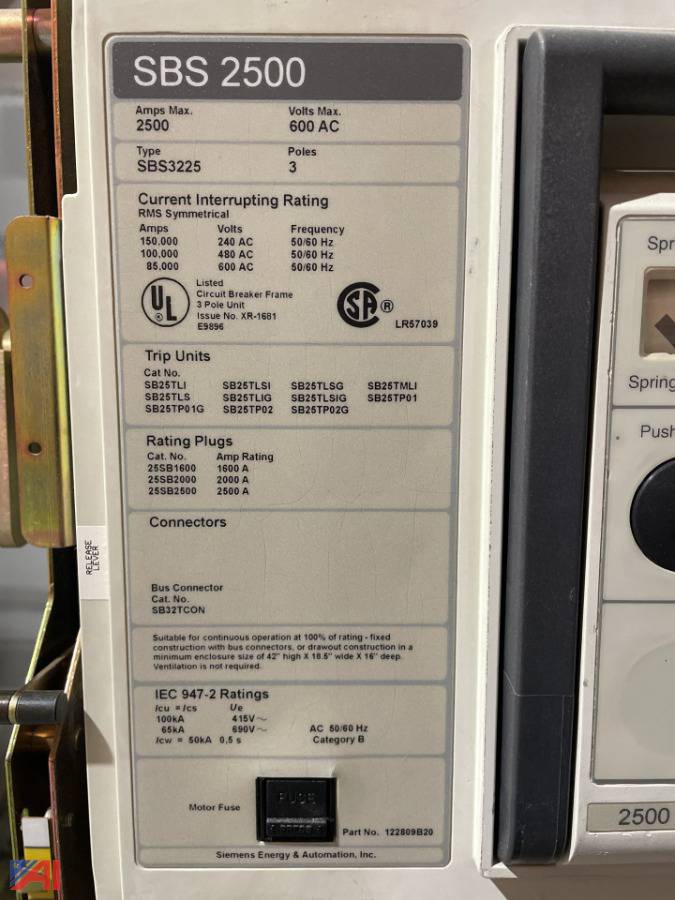 SBS 2500
Amps Max. Volts Max.
2500 600 AC
Type Poles
SBS3225 3
Current Interrupting Rating
RMS Symmetrical
Amps Volts Frequency
150,000 240 AC 50/60 Hz
100,000 480 AC 50/60 Hz
85,000 600 AC 50/60 Hz
UL ®
Listed
Circuit Breaker Frame
3 Pole Unit
Issue No. XR-1681
E9896
SA ®
LR57039
Trip Units
Cat No.
SB25TLI SB25TLSI SB25TLSG SB25TMLI
SB25TLS SB25TLIG SB25TLSIG SB25TP01
SB25TP01G SB25TP02 SB25TP02G
Rating Plugs
Cat. No. Amp Rating
25SB1600 1600 A
25SB2000 2000 A
25SB2500 2500 A
Connectors
Bus Connector
Cat. No.
SB32TCON
Suitable for continuous operation at 100% of rating - fixed
construction with bus connectors, or drawout construction in a
minimum enclosure size of 42" high X 18.5" wide X 16" deep.
Ventilation is not required.
IEC 947-2 Ratings
Icu = Ics Ue
100kA 415V~
65kA 690V~ AC 50/60 Hz
Icw = 50kA 0,5 s Category B
Motor Fuse
FUSE
Part No. 122809B20
Siemens Energy & Automation, Inc.
RELEASE
LEVER
Spr
Spring
Push
2500
AI